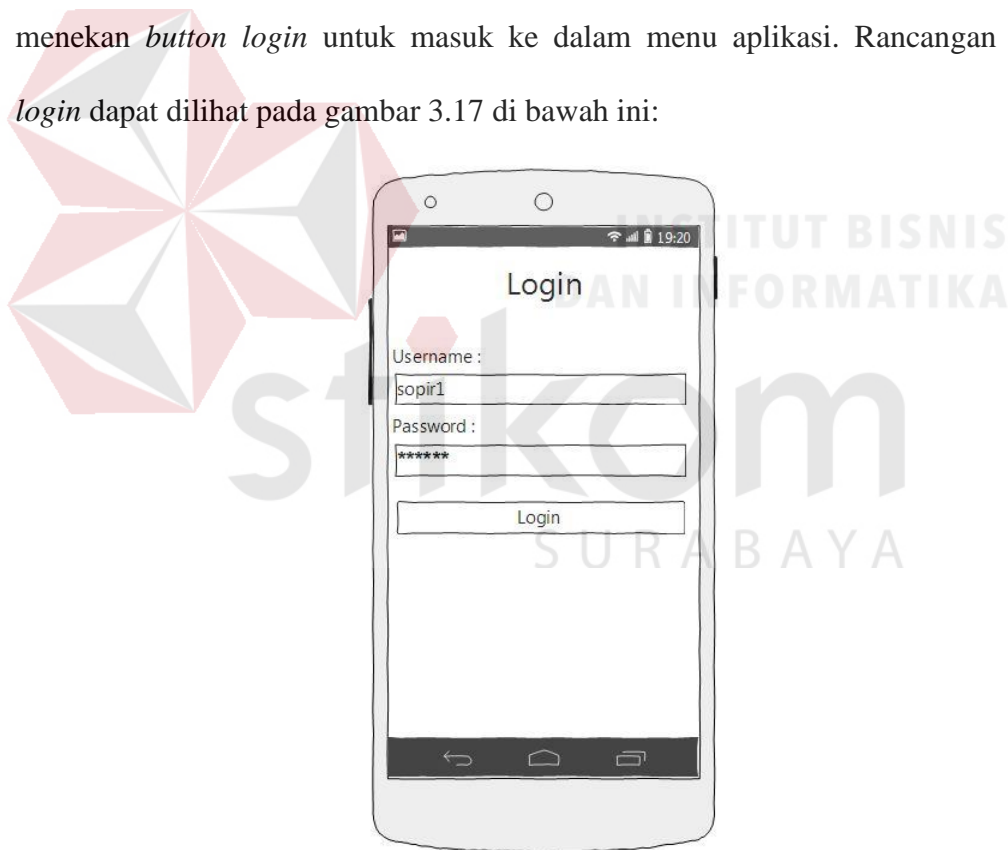 menekan button login untuk masuk ke dalam menu aplikasi. Rancangan
login dapat dilihat pada gambar 3.17 di bawah ini:
INSTITUT BISNIS
DAN INFORMATIKA
stikom
SURABAYA
19:20
Login
Username :
sopir1
Password :
******
Login